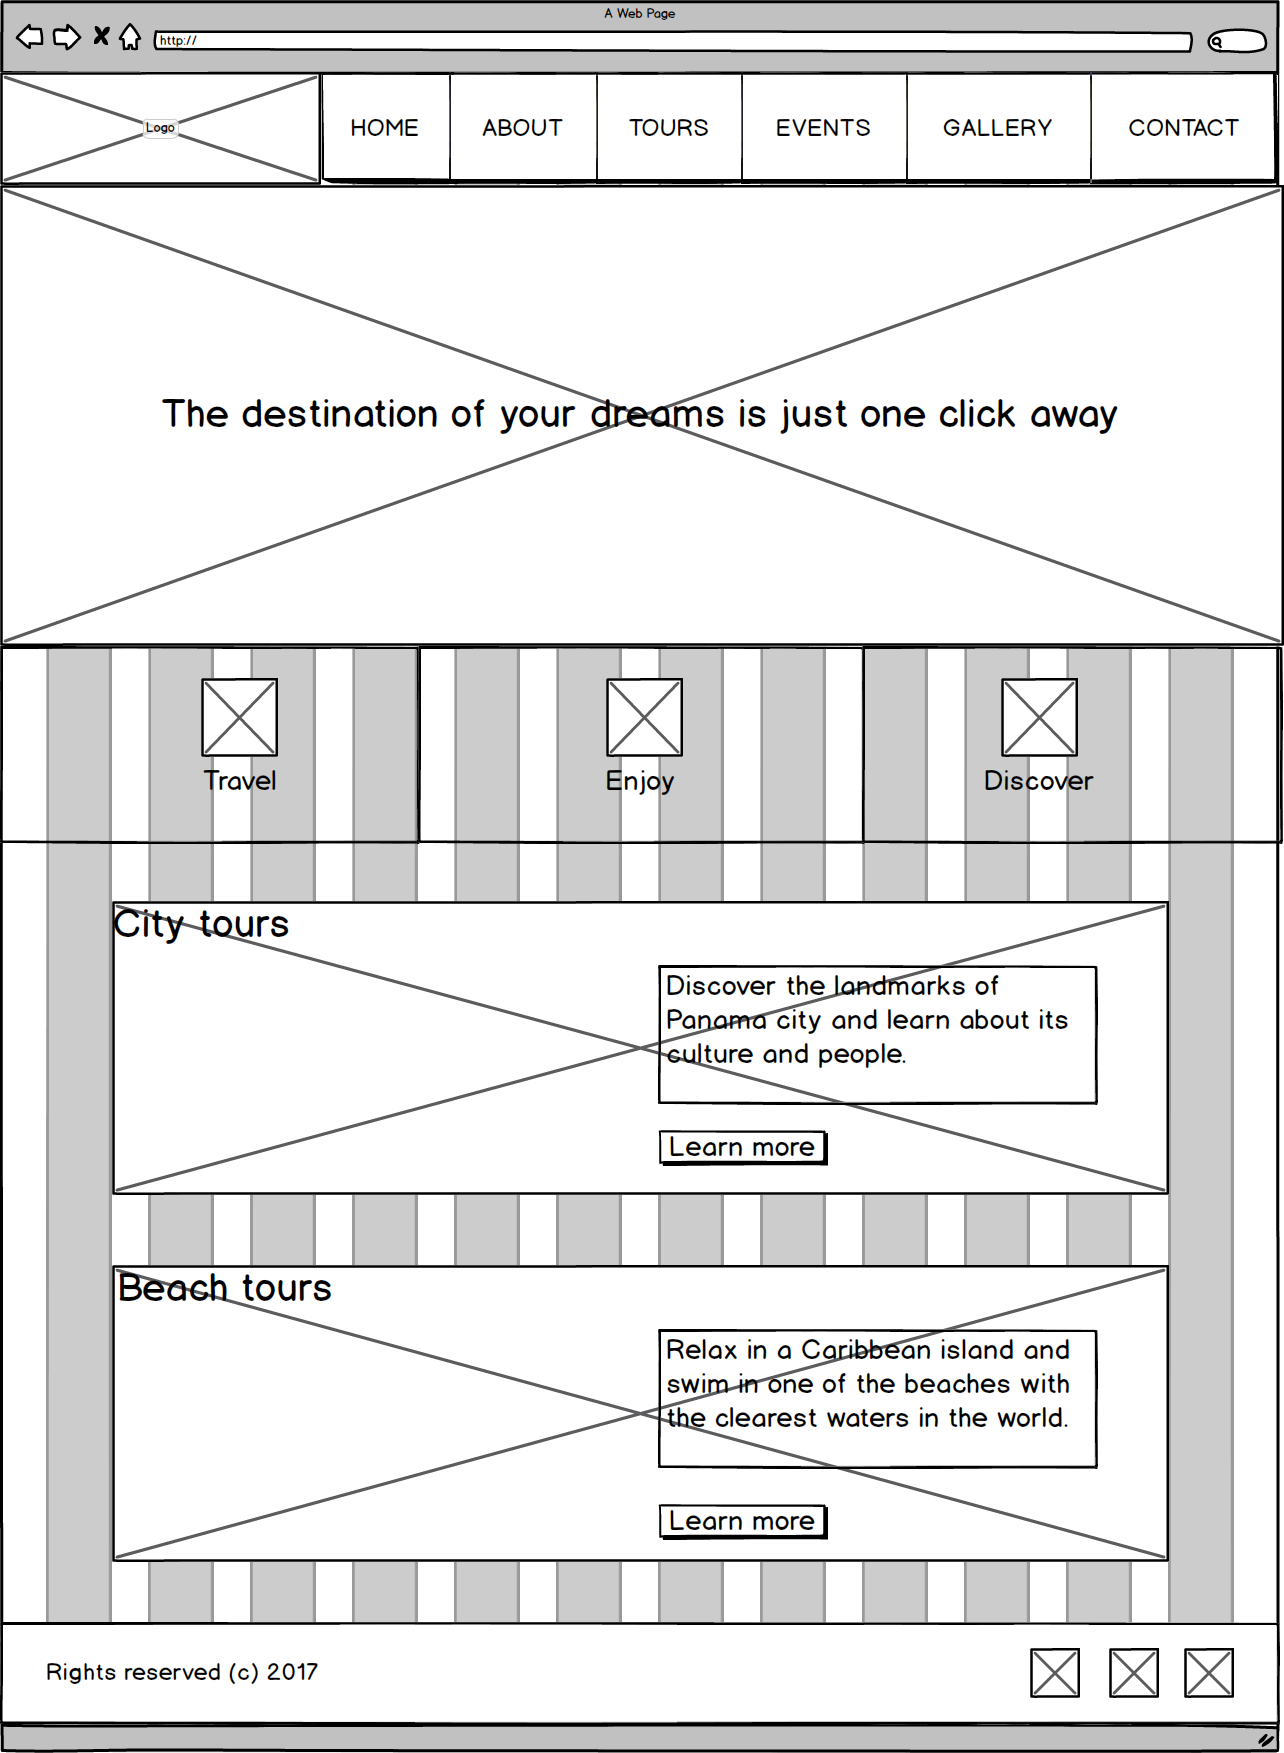 A Web Page
http://
Logo
HOME
ABOUT
TOURS
EVENTS
GALLERY
CONTACT
The destination of your dreams is just one click away
Travel
Enjoy
Discover
City tours
Discover the landmarks of
Panama city and learn about its
culture and people.
Learn more
Beach tours
Relax in a Caribbean island and
swim in one of the beaches with
the clearest waters in the world.
Learn more
Rights reserved (c) 2017